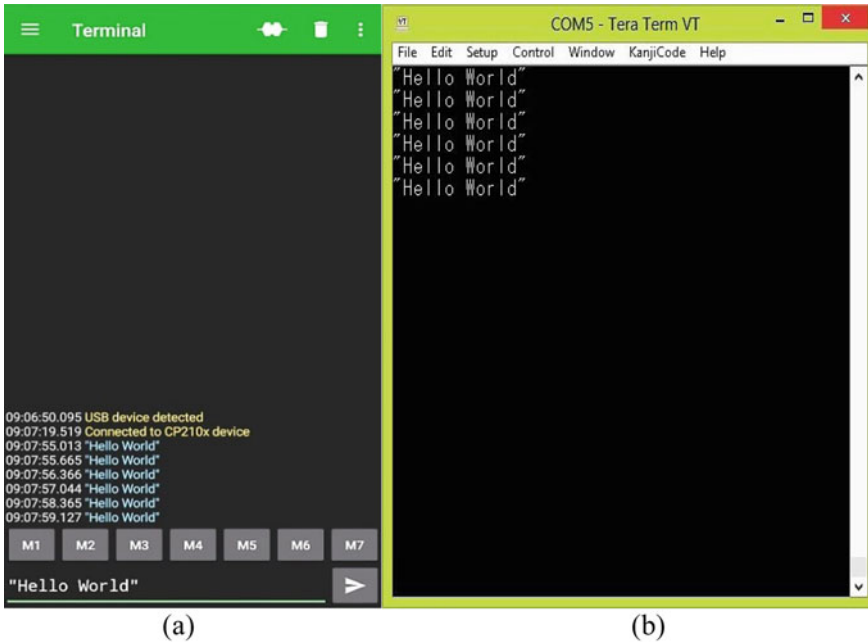 Terminal
09:06:50.095 USB device detected
09:07:19.519 Connected to CP210x device
09:07:55.013 "Hello World"
09:07:55.665 "Hello World"
09:07:56.366 "Hello World"
09:07:57.044 "Hello World"
09:07:58.365 "Hello World"
09:07:59.127 "Hello World"
M1 M2 M3 M4 M5 M6 M7
"Hello World"
(a)
VT COM5 - Tera Term VT
File Edit Setup Control Window KanjiCode Help
"Hello World"
"Hello World"
"Hello World"
"Hello World"
"Hello World"
"Hello World"
(b)